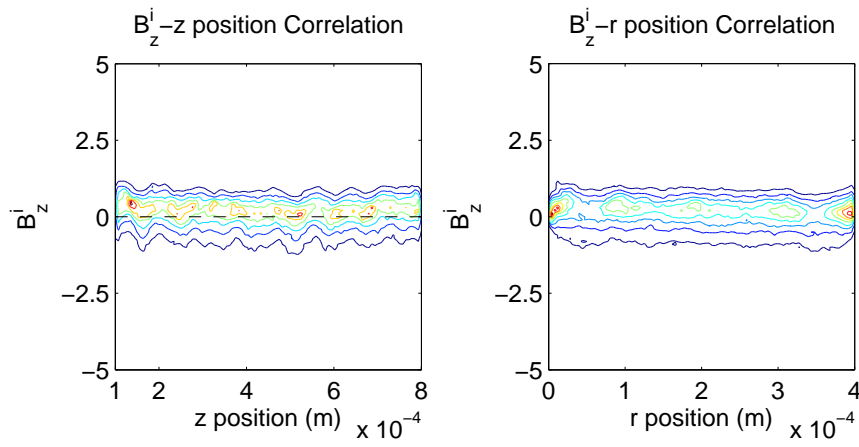 B_z^i−z position Correlation
5
2.5
0
−2.5
−5
B_z^i
1 2 4 6 8
z position (m)
x 10^−4
B_z^i−r position Correlation
5
2.5
0
−2.5
−5
B_z^i
0 1 2 3 4
r position (m)
x 10^−4